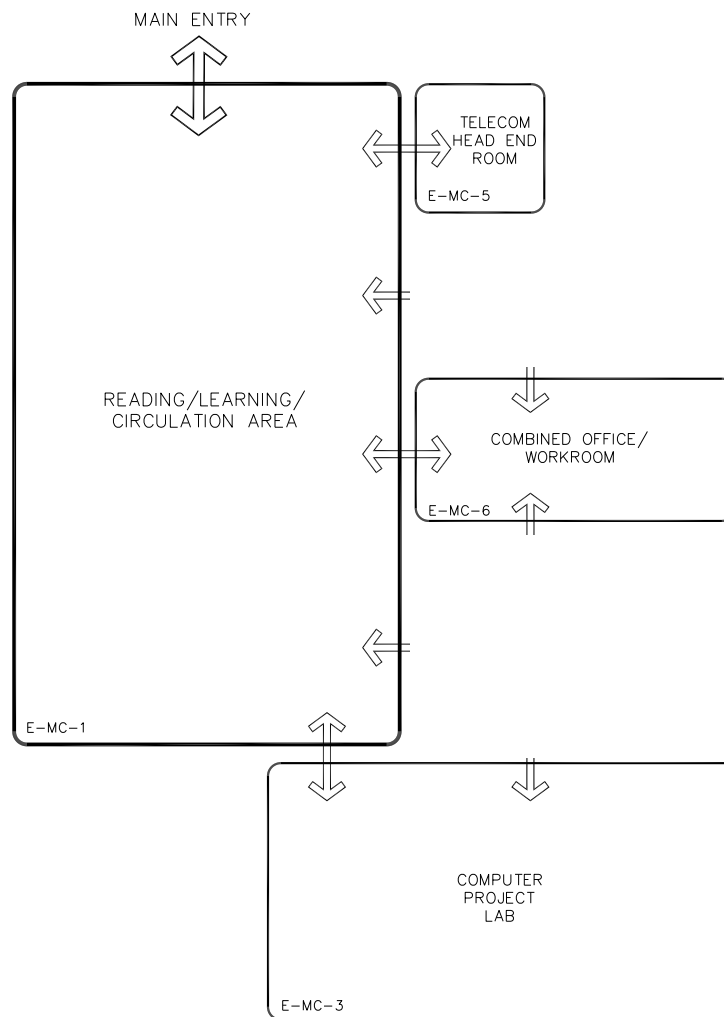 MAIN ENTRY
TELECOM
HEAD END
ROOM
E-MC-5
READING/LEARNING/
CIRCULATION AREA
COMBINED OFFICE/
WORKROOM
E-MC-6
E-MC-1
COMPUTER
PROJECT
LAB
E-MC-3